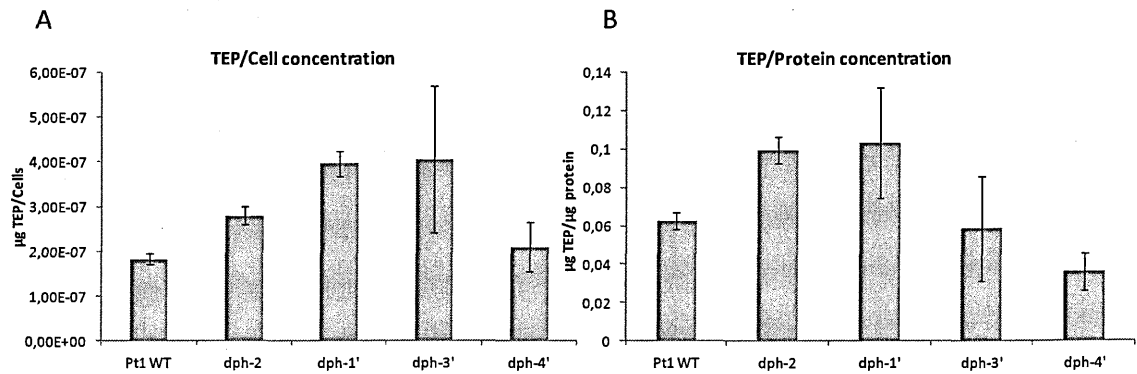 A
TEP/Cell concentration
µg TEP/Cells
6,00E-07
5,00E-07
4,00E-07
3,00E-07
2,00E-07
1,00E-07
0,00E+00
Pt1 WT dph-2 dph-1' dph-3' dph-4'
B
TEP/Protein concentration
µg TEP/µg protein
0,14
0,12
0,1
0,08
0,06
0,04
0,02
0
Pt1 WT dph-2 dph-1' dph-3' dph-4'